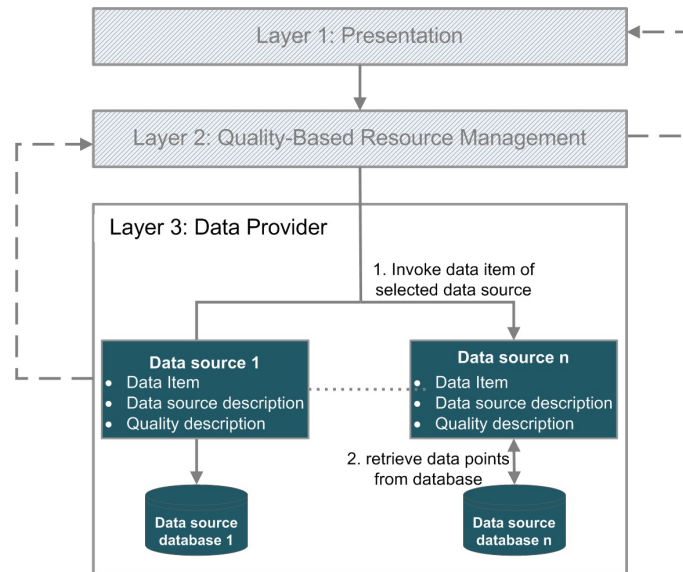 Layer 1: Presentation
Layer 2: Quality-Based Resource Management
Layer 3: Data Provider
1. Invoke data item of
selected data source
Data source 1
• Data Item
• Data source description
• Quality description
Data source n
• Data Item
• Data source description
• Quality description
2. retrieve data points
from database
Data source
database 1
Data source
database n